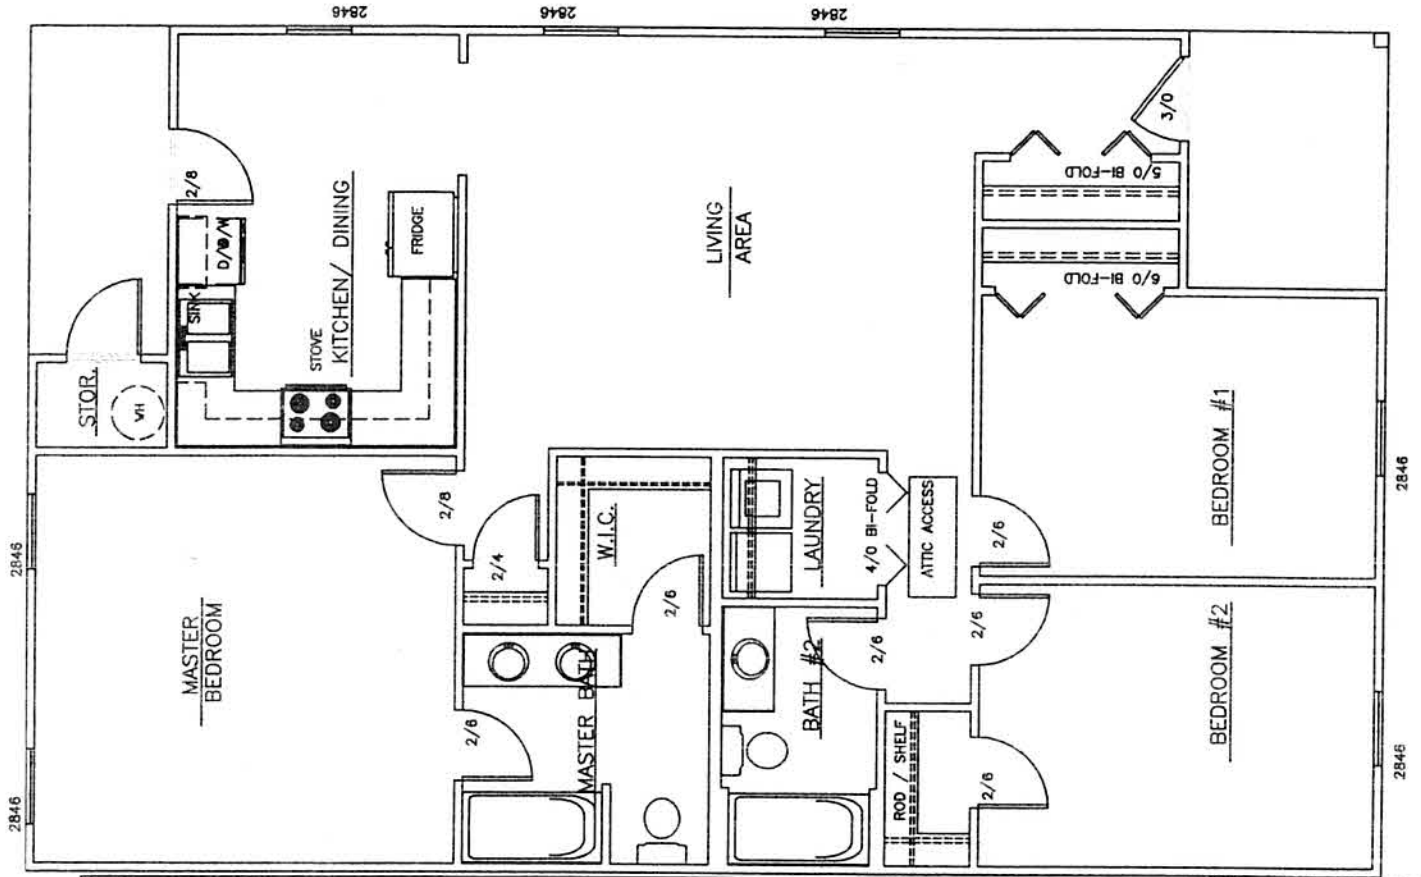 2846
2846
2846
2/8
D/W
SINK
STOVE
KITCHEN/ DINING
FRIDGE
LIVING
AREA
3/0
5/0 BI-FOLD
6/0 BI-FOLD
STOR.
WH
2846
2846
MASTER
BEDROOM
2/8
2/4
W.I.C.
2/6
2/6
MASTER BATH
LAUNDRY
4/0 BI-FOLD
ATTIC ACCESS
BATH #2
2/6
2/6
2/6
ROD / SHELF
2/6
BEDROOM #1
BEDROOM #2
2846
2846